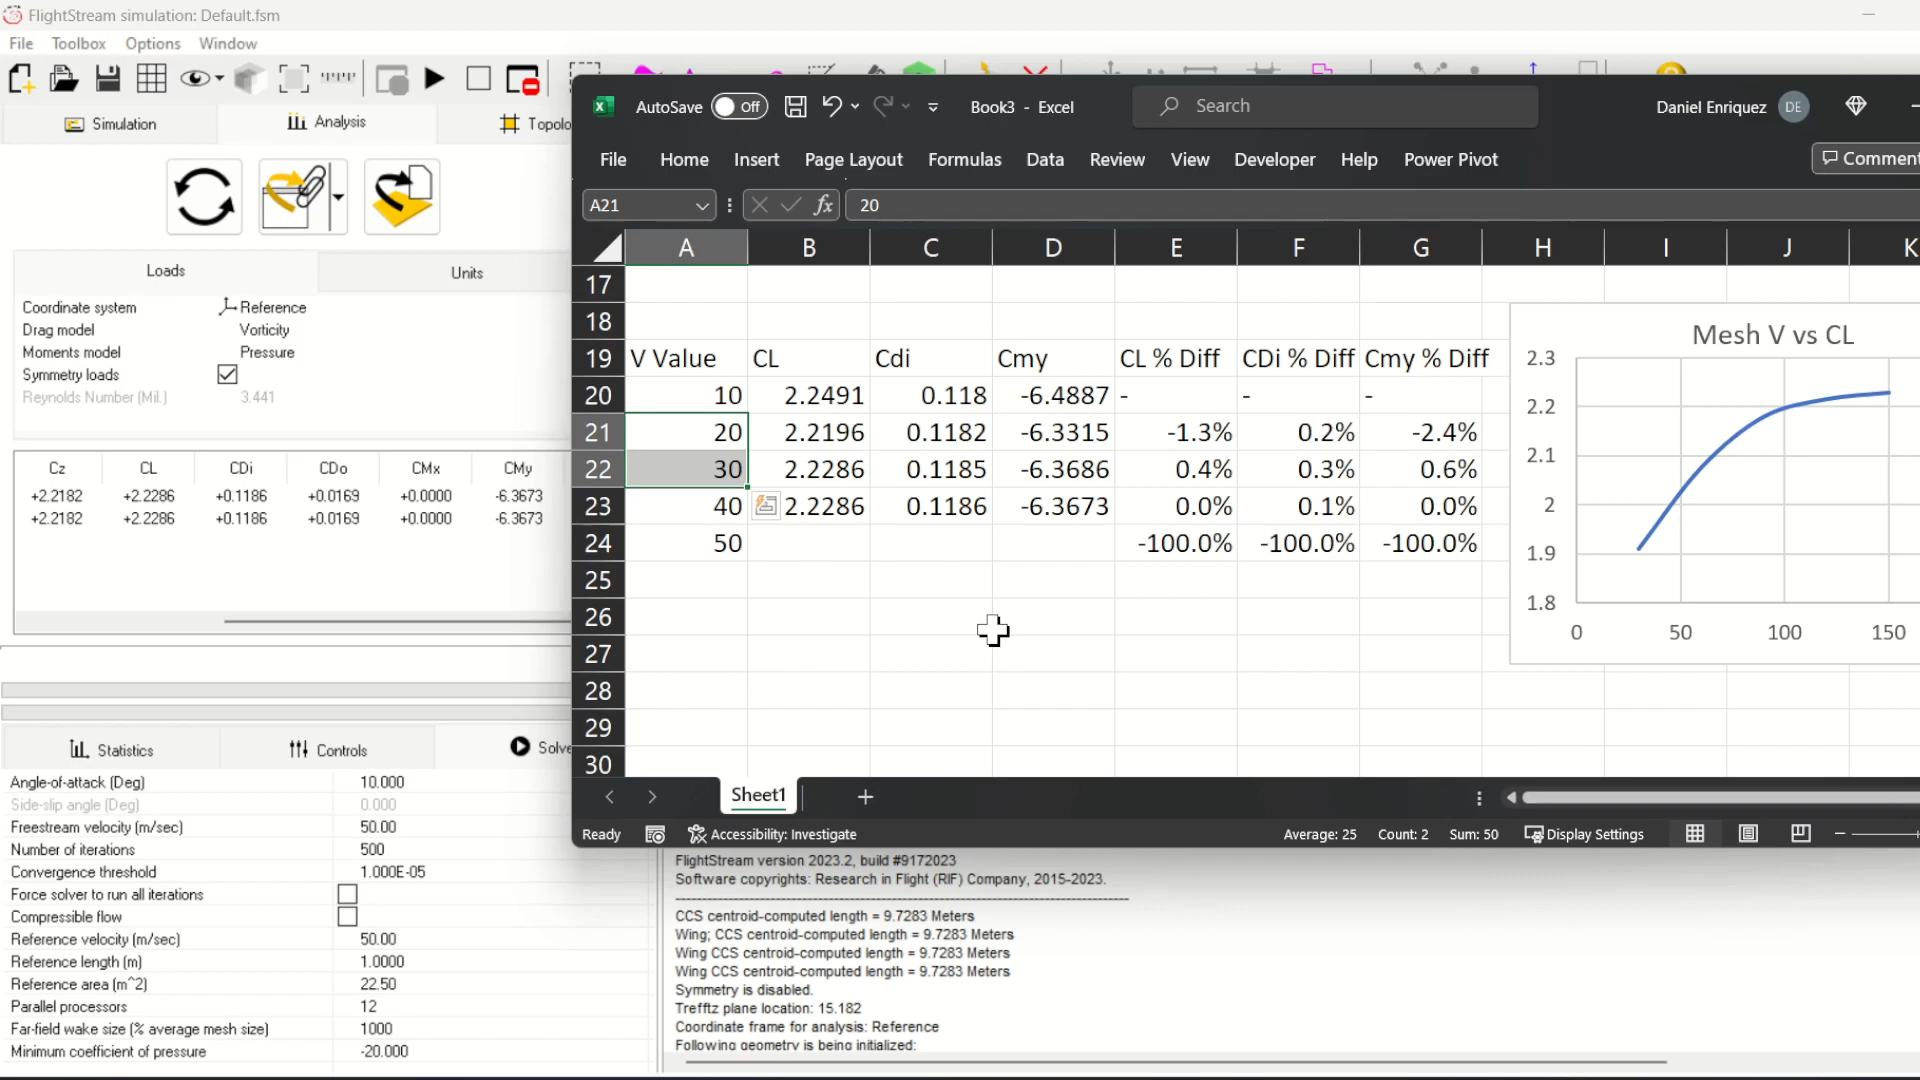 FlightStream simulation: Default.fsm
File Toolbox Options Window
Simulation Analysis
Loads Units
Coordinate system Reference
Drag model Vorticity
Moments model Pressure
Symmetry loads
Reynolds Number (Mil.) 3.441
Cz CL CDi CDo CMx CMy
+2.2182 +2.2286 +0.1186 +0.0169 +0.0000 -6.3673
+2.2182 +2.2286 +0.1186 +0.0169 +0.0000 -6.3673
Statistics Controls
Angle-of-attack (Deg) 10.000
Side-slip angle (Deg) 0.000
Freestream velocity (m/sec) 50.00
Number of iterations 500
Convergence threshold 1.000E-05
Force solver to run all iterations
Compressible flow
Reference velocity (m/sec) 50.00
Reference length (m) 1.0000
Reference area (m^2) 22.50
Parallel processors 12
Far-field wake size (% average mesh size) 1000
Minimum coefficient of pressure -20.000
AutoSave Off Book3 - Excel Search Daniel Enriquez DE
File Home Insert Page Layout Formulas Data Review View Developer Help Power Pivot
A21 fx 20
A B C D E F G H I J K
17
18
19 V Value CL Cdi Cmy CL % Diff CDi % Diff Cmy % Diff
20 10 2.2491 0.118 -6.4887 - - -
21 20 2.2196 0.1182 -6.3315 -1.3% 0.2% -2.4%
22 30 2.2286 0.1185 -6.3686 0.4% 0.3% 0.6%
23 40 2.2286 0.1186 -6.3673 0.0% 0.1% 0.0%
24 50 -100.0% -100.0% -100.0%
25
26
27
28
29
30
Mesh V vs CL
2.3
2.2
2.1
2
1.9
1.8
0 50 100 150
Sheet1
Ready Accessibility: Investigate Average: 25 Count: 2 Sum: 50 Display Settings
FlightStream version 2023.2, build #9172023
Software copyrights: Research in Flight (RIF) Company, 2015-2023.
CCS centroid-computed length = 9.7283 Meters
Wing; CCS centroid-computed length = 9.7283 Meters
Wing CCS centroid-computed length = 9.7283 Meters
Wing CCS centroid-computed length = 9.7283 Meters
Symmetry is disabled.
Trefftz plane location: 15.182
Coordinate frame for analysis: Reference
Following geometry is being initialized: